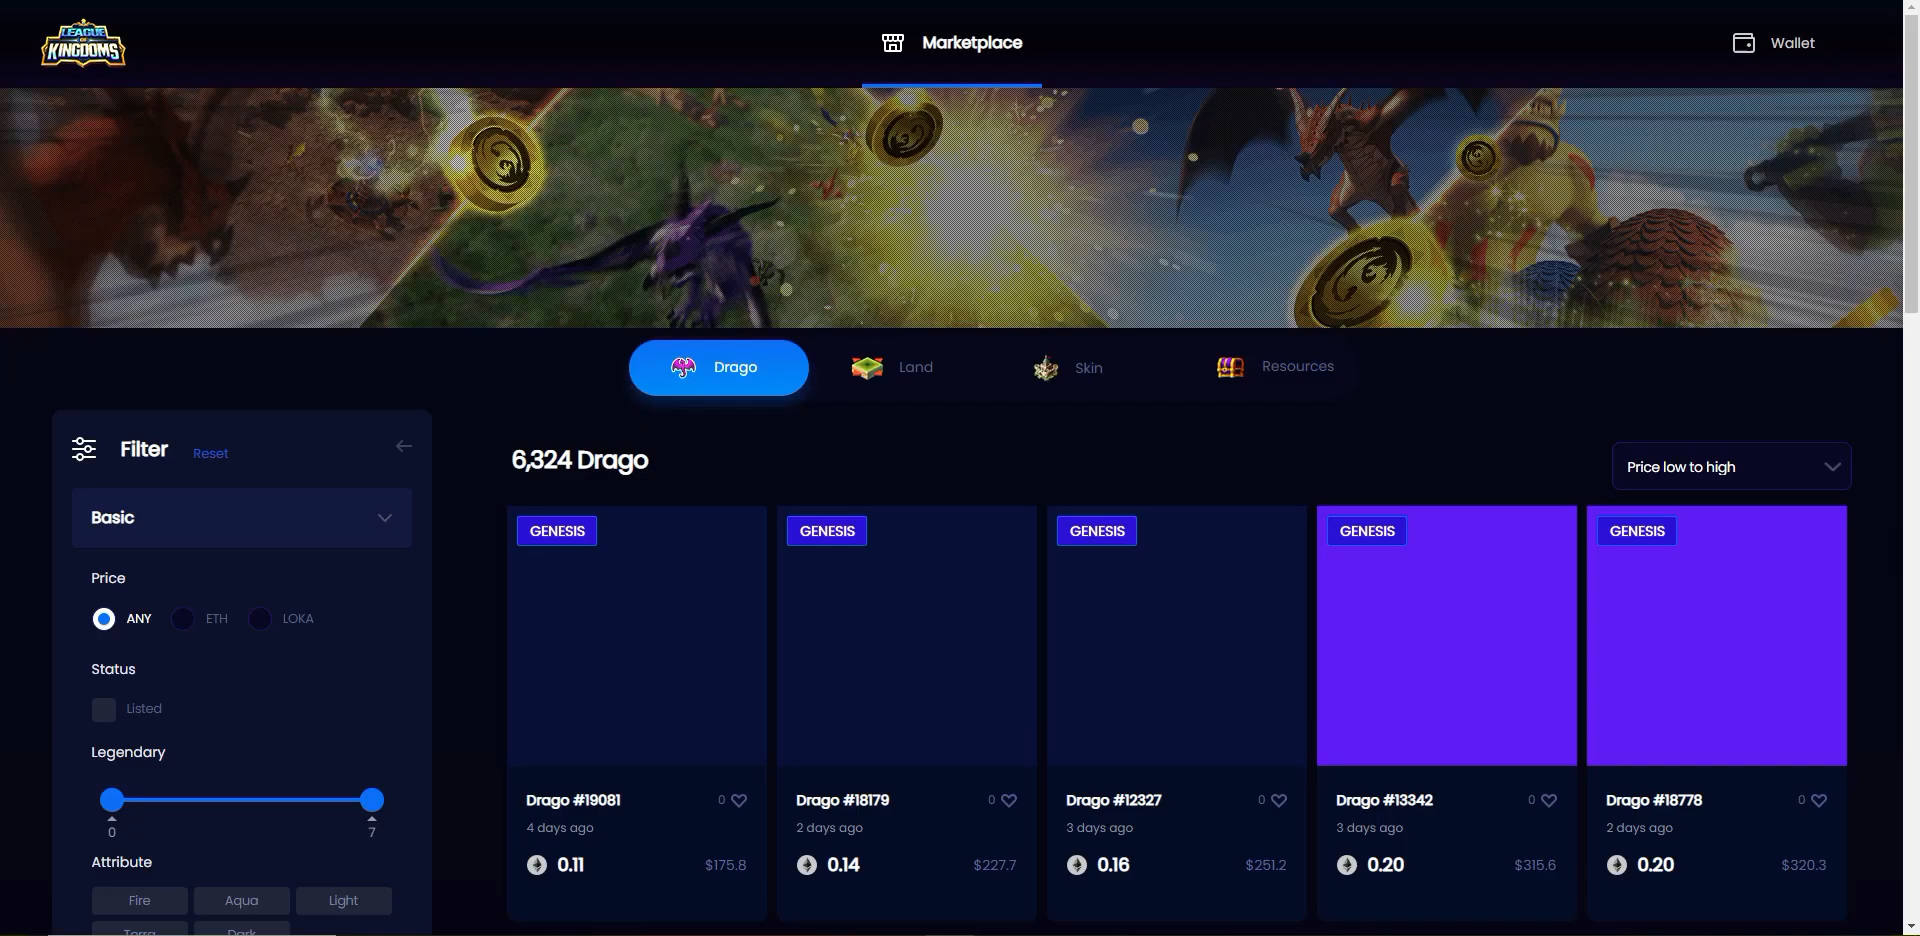 LEAGUE OF KINGDOMS
Marketplace
Wallet
Drago
Land
Skin
Resources
Filter
Reset
Basic
Price
ANY
ETH
LOKA
Status
Listed
Legendary
0
7
Attribute
Fire
Aqua
Light
Terra
Dark
6,324 Drago
Price low to high
GENESIS
Drago #19081
0
4 days ago
0.11
$175.8
GENESIS
Drago #18179
0
2 days ago
0.14
$227.7
GENESIS
Drago #12327
0
3 days ago
0.16
$251.2
GENESIS
Drago #13342
0
3 days ago
0.20
$315.6
GENESIS
Drago #18778
0
2 days ago
0.20
$320.3